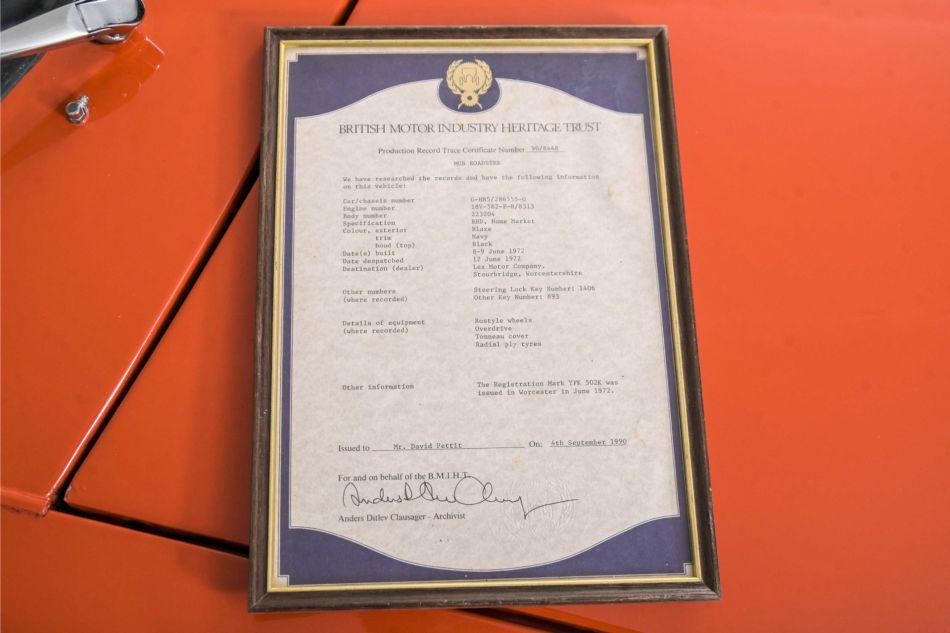 BRITISH MOTOR INDUSTRY HERITAGE TRUST
Production Record Trace Certificate Number 90/8448
MGB ROADSTER
We have researched the records and have the following information
on this vehicle:
Car/chassis number G-HN5/286555-G
Engine number 18V-582-F-H/8313
Body number 223204
Specification RHD, Home Market
Colour, exterior Blaze
trim Navy
hood (top) Black
Date(s) built 8-9 June 1972
Date despatched 12 June 1972
Destination (dealer) Lex Motor Company,
Stourbridge, Worcestershire
Other numbers Steering Lock Key Number: 1406
(where recorded) Other Key Number: 893
Details of equipment Rostyle wheels
(where recorded) Overdrive
Tonneau cover
Radial ply tyres
Other information The Registration Mark YFK 502K was
issued in Worcester in June 1972.
Issued to Mr. David Pettit On: 4th September 1990
For and on behalf of the B.M.I.H.T.
Anders Ditlev Clausager - Archivist